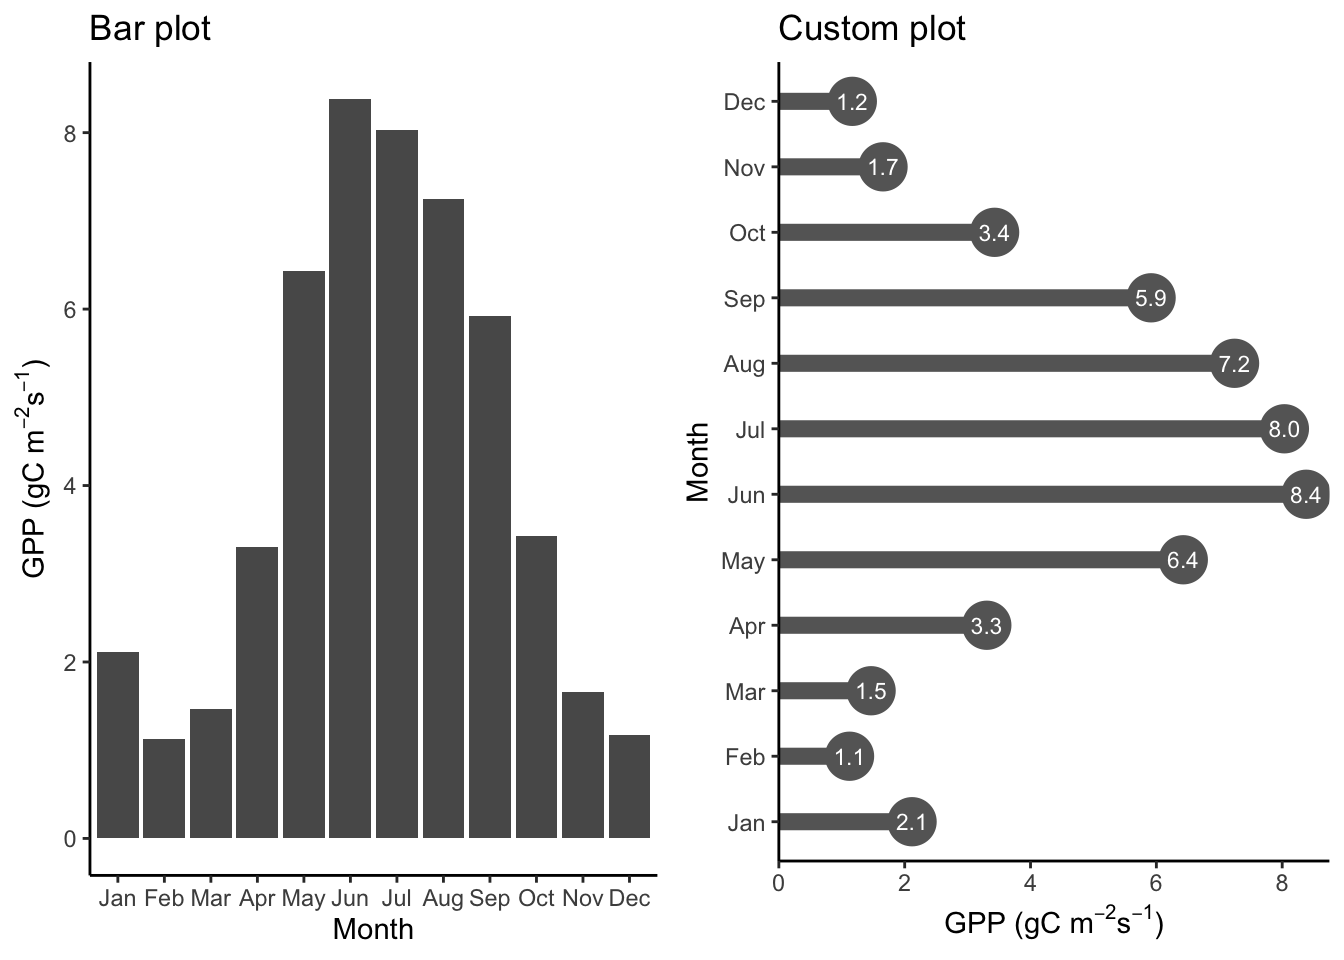 Bar plot
GPP (gC m⁻²s⁻¹)
8
6
4
2
0
Jan Feb Mar Apr May Jun Jul Aug Sep Oct Nov Dec
Month
Custom plot
Month
Dec 1.2
Nov 1.7
Oct 3.4
Sep 5.9
Aug 7.2
Jul 8.0
Jun 8.4
May 6.4
Apr 3.3
Mar 1.5
Feb 1.1
Jan 2.1
0 2 4 6 8
GPP (gC m⁻²s⁻¹)